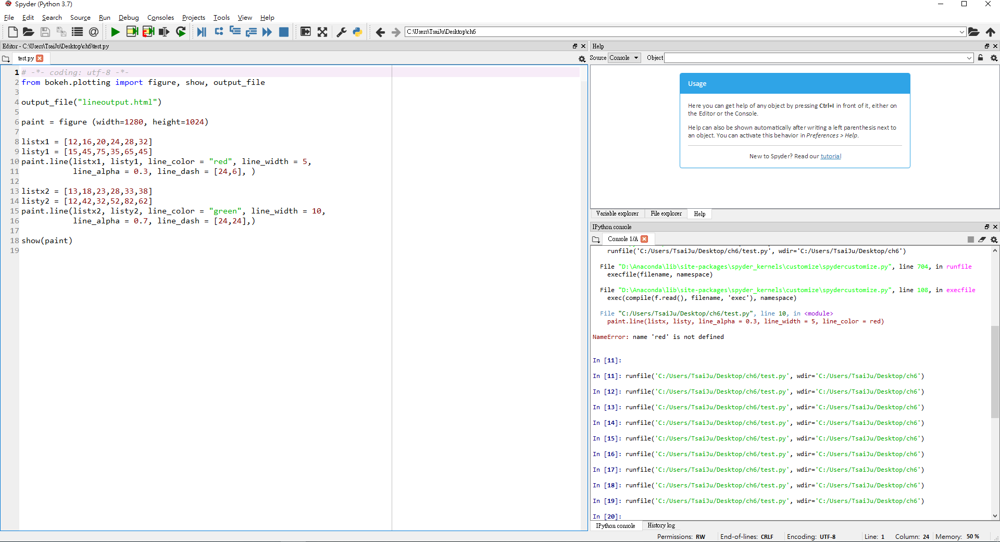 Spyder (Python 3.7)
File Edit Search Source Run Debug Consoles Projects Tools View Help
C:\Users\TsaiJu\Desktop\ch6
Editor - C:\Users\TsaiJu\Desktop\ch6\test.py
test.py
1 # -*- coding: utf-8 -*-
2 from bokeh.plotting import figure, show, output_file
3
4 output_file("lineoutput.html")
5
6 paint = figure (width=1280, height=1024)
7
8 listx1 = [12,16,20,24,28,32]
9 listy1 = [15,45,75,35,65,45]
10 paint.line(listx1, listy1, line_color = "red", line_width = 5,
11 line_alpha = 0.3, line_dash = [24,6], )
12
13 listx2 = [13,18,23,28,33,38]
14 listy2 = [12,42,32,52,82,62]
15 paint.line(listx2, listy2, line_color = "green", line_width = 10,
16 line_alpha = 0.7, line_dash = [24,24],)
17
18 show(paint)
19
Help
Source Console Object
Usage
Here you can get help of any object by pressing Ctrl+I in front of it, either on
the Editor or the Console.
Help can also be shown automatically after writing a left parenthesis next to
an object. You can activate this behavior in Preferences > Help.
New to Spyder? Read our tutorial
Variable explorer File explorer Help
IPython console
Console 1/A
runfile('C:/Users/TsaiJu/Desktop/ch6/test.py', wdir='C:/Users/TsaiJu/Desktop/ch6')
File "D:\Anaconda\lib\site-packages\spyder_kernels\customize\spydercustomize.py", line 704, in runfile
execfile(filename, namespace)
File "D:\Anaconda\lib\site-packages\spyder_kernels\customize\spydercustomize.py", line 108, in execfile
exec(compile(f.read(), filename, 'exec'), namespace)
File "C:/Users/TsaiJu/Desktop/ch6/test.py", line 10, in <module>
paint.line(listx, listy, line_alpha = 0.3, line_width = 5, line_color = red)
NameError: name 'red' is not defined
In [11]:
In [11]: runfile('C:/Users/TsaiJu/Desktop/ch6/test.py', wdir='C:/Users/TsaiJu/Desktop/ch6')
In [12]: runfile('C:/Users/TsaiJu/Desktop/ch6/test.py', wdir='C:/Users/TsaiJu/Desktop/ch6')
In [13]: runfile('C:/Users/TsaiJu/Desktop/ch6/test.py', wdir='C:/Users/TsaiJu/Desktop/ch6')
In [14]: runfile('C:/Users/TsaiJu/Desktop/ch6/test.py', wdir='C:/Users/TsaiJu/Desktop/ch6')
In [15]: runfile('C:/Users/TsaiJu/Desktop/ch6/test.py', wdir='C:/Users/TsaiJu/Desktop/ch6')
In [16]: runfile('C:/Users/TsaiJu/Desktop/ch6/test.py', wdir='C:/Users/TsaiJu/Desktop/ch6')
In [17]: runfile('C:/Users/TsaiJu/Desktop/ch6/test.py', wdir='C:/Users/TsaiJu/Desktop/ch6')
In [18]: runfile('C:/Users/TsaiJu/Desktop/ch6/test.py', wdir='C:/Users/TsaiJu/Desktop/ch6')
In [19]: runfile('C:/Users/TsaiJu/Desktop/ch6/test.py', wdir='C:/Users/TsaiJu/Desktop/ch6')
In [20]:
IPython console History log
Permissions: RW End-of-lines: CRLF Encoding: UTF-8 Line: 1 Column: 24 Memory: 50 %